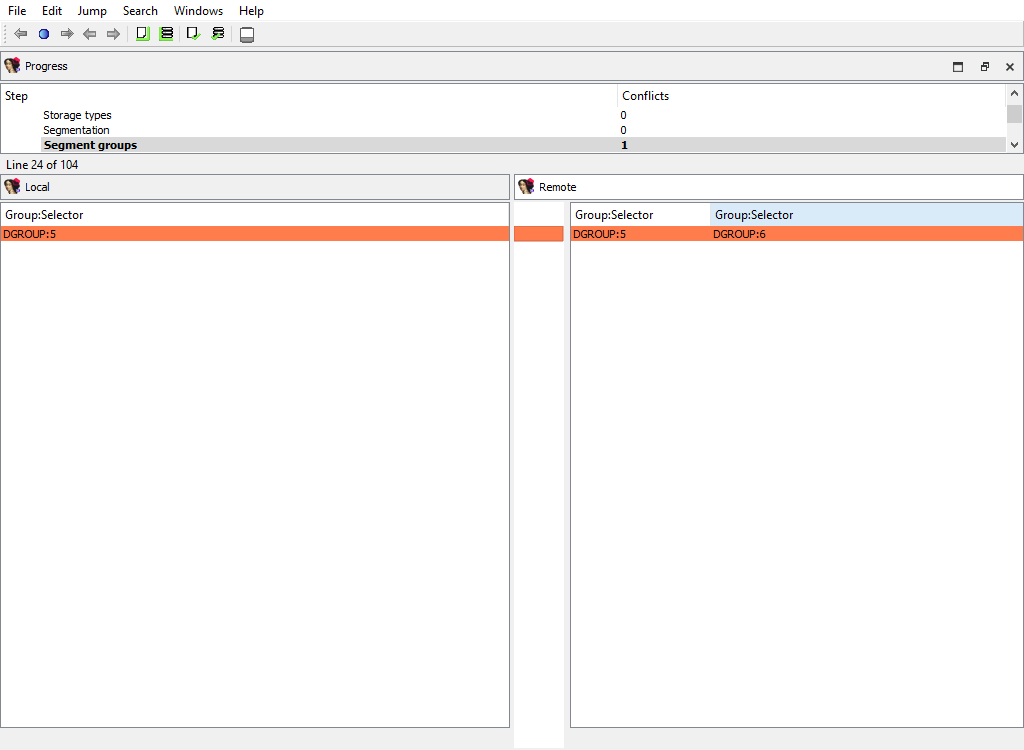 File Edit Jump Search Windows Help
Progress
Step Conflicts
Storage types 0
Segmentation 0
Segment groups 1
Line 24 of 104
Local Remote
Group:Selector Group:Selector Group:Selector
DGROUP:5 DGROUP:5 DGROUP:6